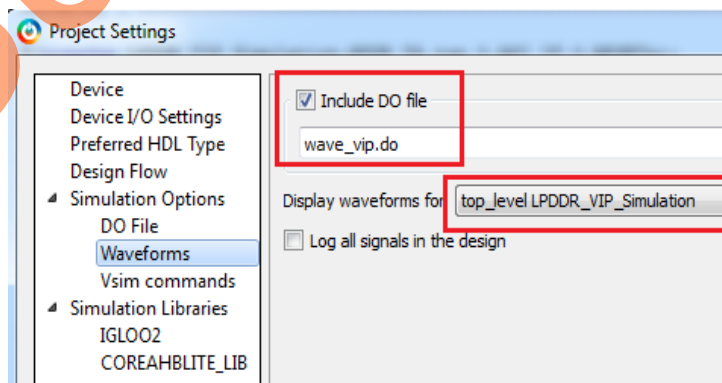 Project Settings
Device
Device I/O Settings
Preferred HDL Type
Design Flow
Simulation Options
DO File
Waveforms
Vsim commands
Simulation Libraries
IGLOO2
COREAHBLITE_LIB
Include DO file
wave_vip.do
Display waveforms for top_level LPDDR_VIP_Simulation
Log all signals in the design